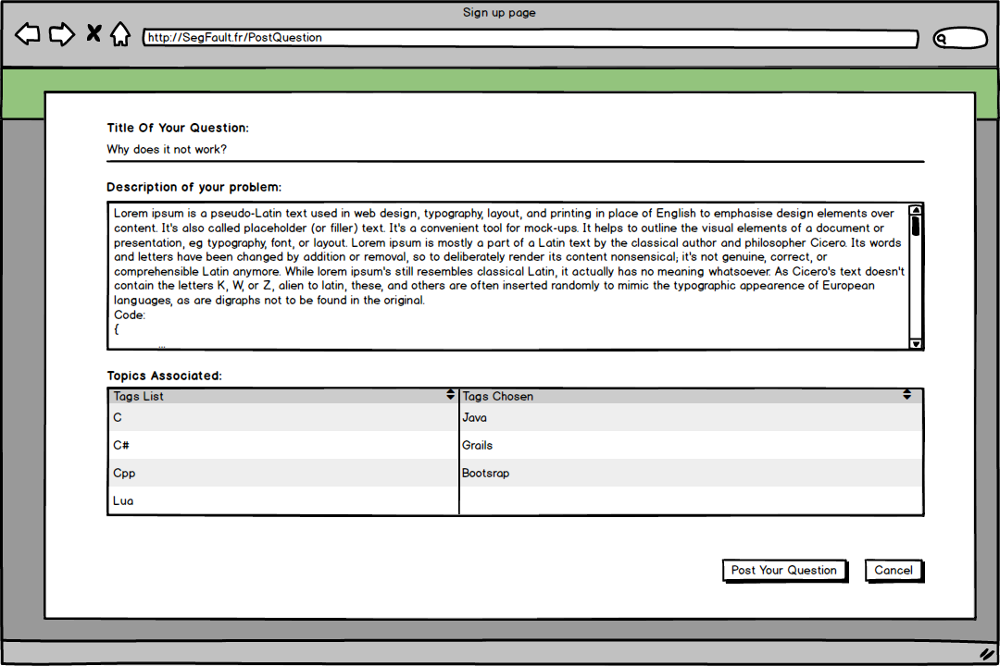 Sign up page
http://SegFault.fr/PostQuestion
Title Of Your Question:
Why does it not work?
Description of your problem:
Lorem ipsum is a pseudo-Latin text used in web design, typography, layout, and printing in place of English to emphasise design elements over
content. It's also called placeholder (or filler) text. It's a convenient tool for mock-ups. It helps to outline the visual elements of a document or
presentation, eg typography, font, or layout. Lorem ipsum is mostly a part of a Latin text by the classical author and philosopher Cicero. Its words
and letters have been changed by addition or removal, so to deliberately render its content nonsensical; it's not genuine, correct, or
comprehensible Latin anymore. While lorem ipsum's still resembles classical Latin, it actually has no meaning whatsoever. As Cicero's text doesn't
contain the letters K, W, or Z, alien to latin, these, and others are often inserted randomly to mimic the typographic appearence of European
languages, as are digraphs not to be found in the original.
Code:
{
...
Topics Associated:
Tags List Tags Chosen
C Java
C# Grails
Cpp Bootsrap
Lua
Post Your Question Cancel